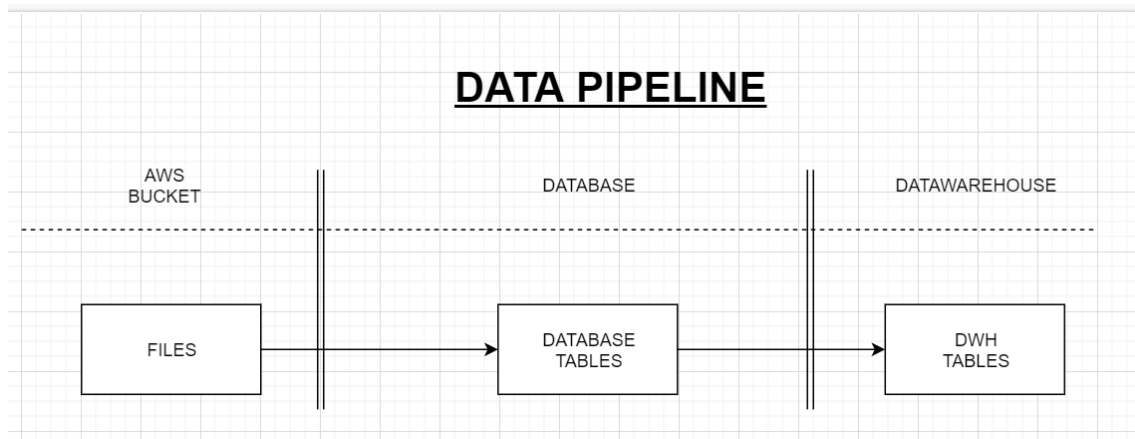 DATA PIPELINE
AWS
BUCKET
DATABASE
DATAWAREHOUSE
FILES
DATABASE
TABLES
DWH
TABLES